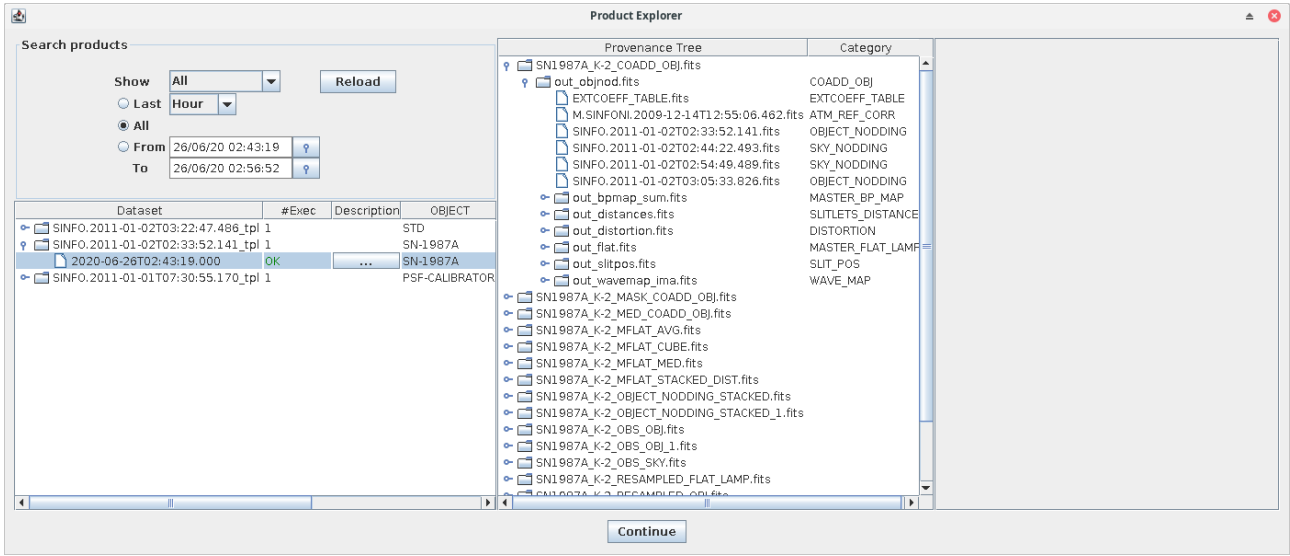 Product Explorer
Search products
Show All Reload
Last Hour
All
From 26/06/20 02:43:19
To 26/06/20 02:56:52
Dataset #Exec Description OBJECT
SINFO.2011-01-02T03:22:47.486_tpl 1 STD
SINFO.2011-01-02T02:33:52.141_tpl 1 SN-1987A
2020-06-26T02:43:19.000 OK ... SN-1987A
SINFO.2011-01-01T07:30:55.170_tpl 1 PSF-CALIBRATOR
Provenance Tree Category
SN1987A_K-2_COADD_OBJ.fits
out_objnod.fits COADD_OBJ
EXTCOEFF_TABLE.fits EXTCOEFF_TABLE
M.SINFONI.2009-12-14T12:55:06.462.fits ATM_REF_CORR
SINFO.2011-01-02T02:33:52.141.fits OBJECT_NODDING
SINFO.2011-01-02T02:44:22.493.fits SKY_NODDING
SINFO.2011-01-02T02:54:49.489.fits SKY_NODDING
SINFO.2011-01-02T03:05:33.826.fits OBJECT_NODDING
out_bpmap_sum.fits MASTER_BP_MAP
out_distances.fits SLITLETS_DISTANCE
out_distortion.fits DISTORTION
out_flat.fits MASTER_FLAT_LAMP
out_slitpos.fits SLIT_POS
out_wavemap_ima.fits WAVE_MAP
SN1987A_K-2_MASK_COADD_OBJ.fits
SN1987A_K-2_MED_COADD_OBJ.fits
SN1987A_K-2_MFLAT_AVG.fits
SN1987A_K-2_MFLAT_CUBE.fits
SN1987A_K-2_MFLAT_MED.fits
SN1987A_K-2_MFLAT_STACKED_DIST.fits
SN1987A_K-2_OBJECT_NODDING_STACKED.fits
SN1987A_K-2_OBJECT_NODDING_STACKED_1.fits
SN1987A_K-2_OBS_OBJ.fits
SN1987A_K-2_OBS_OBJ_1.fits
SN1987A_K-2_OBS_SKY.fits
SN1987A_K-2_RESAMPLED_FLAT_LAMP.fits
SN1987A_K-2_RESAMPLED_OBJ.fits
Continue